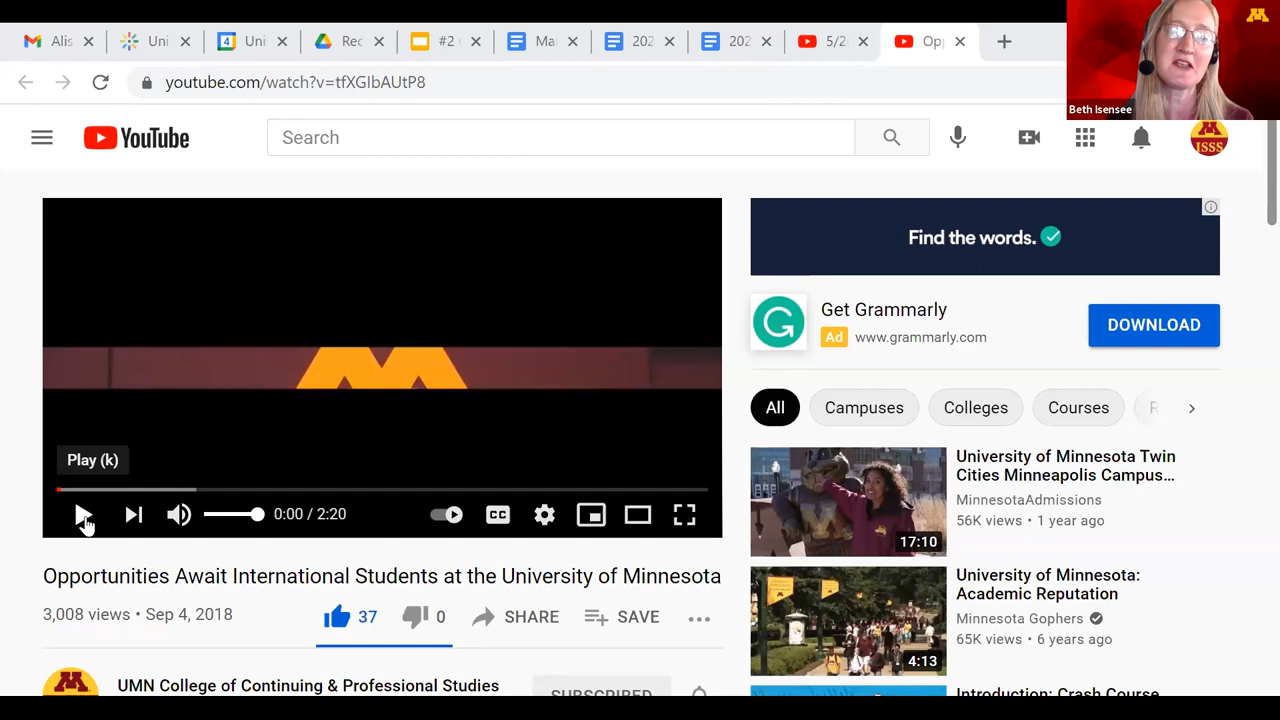 Alis
Uni
4
Uni
Rec
#2
Ma
202
202
5/2
Op
youtube.com/watch?v=tfXGIbAUtP8
Beth Isensee
YouTube
Search
M
ISSS
Find the words.
Get Grammarly
Ad www.grammarly.com
DOWNLOAD
All
Campuses
Colleges
Courses
R
M
Play (k)
0:00 / 2:20
CC
Opportunities Await International Students at the University of Minnesota
3,008 views • Sep 4, 2018
37
0
SHARE
SAVE
UMN College of Continuing & Professional Studies
SUBSCRIBED
17:10
University of Minnesota Twin
Cities Minneapolis Campus...
MinnesotaAdmissions
56K views • 1 year ago
4:13
University of Minnesota:
Academic Reputation
Minnesota Gophers
65K views • 6 years ago
Introduction: Crash Course